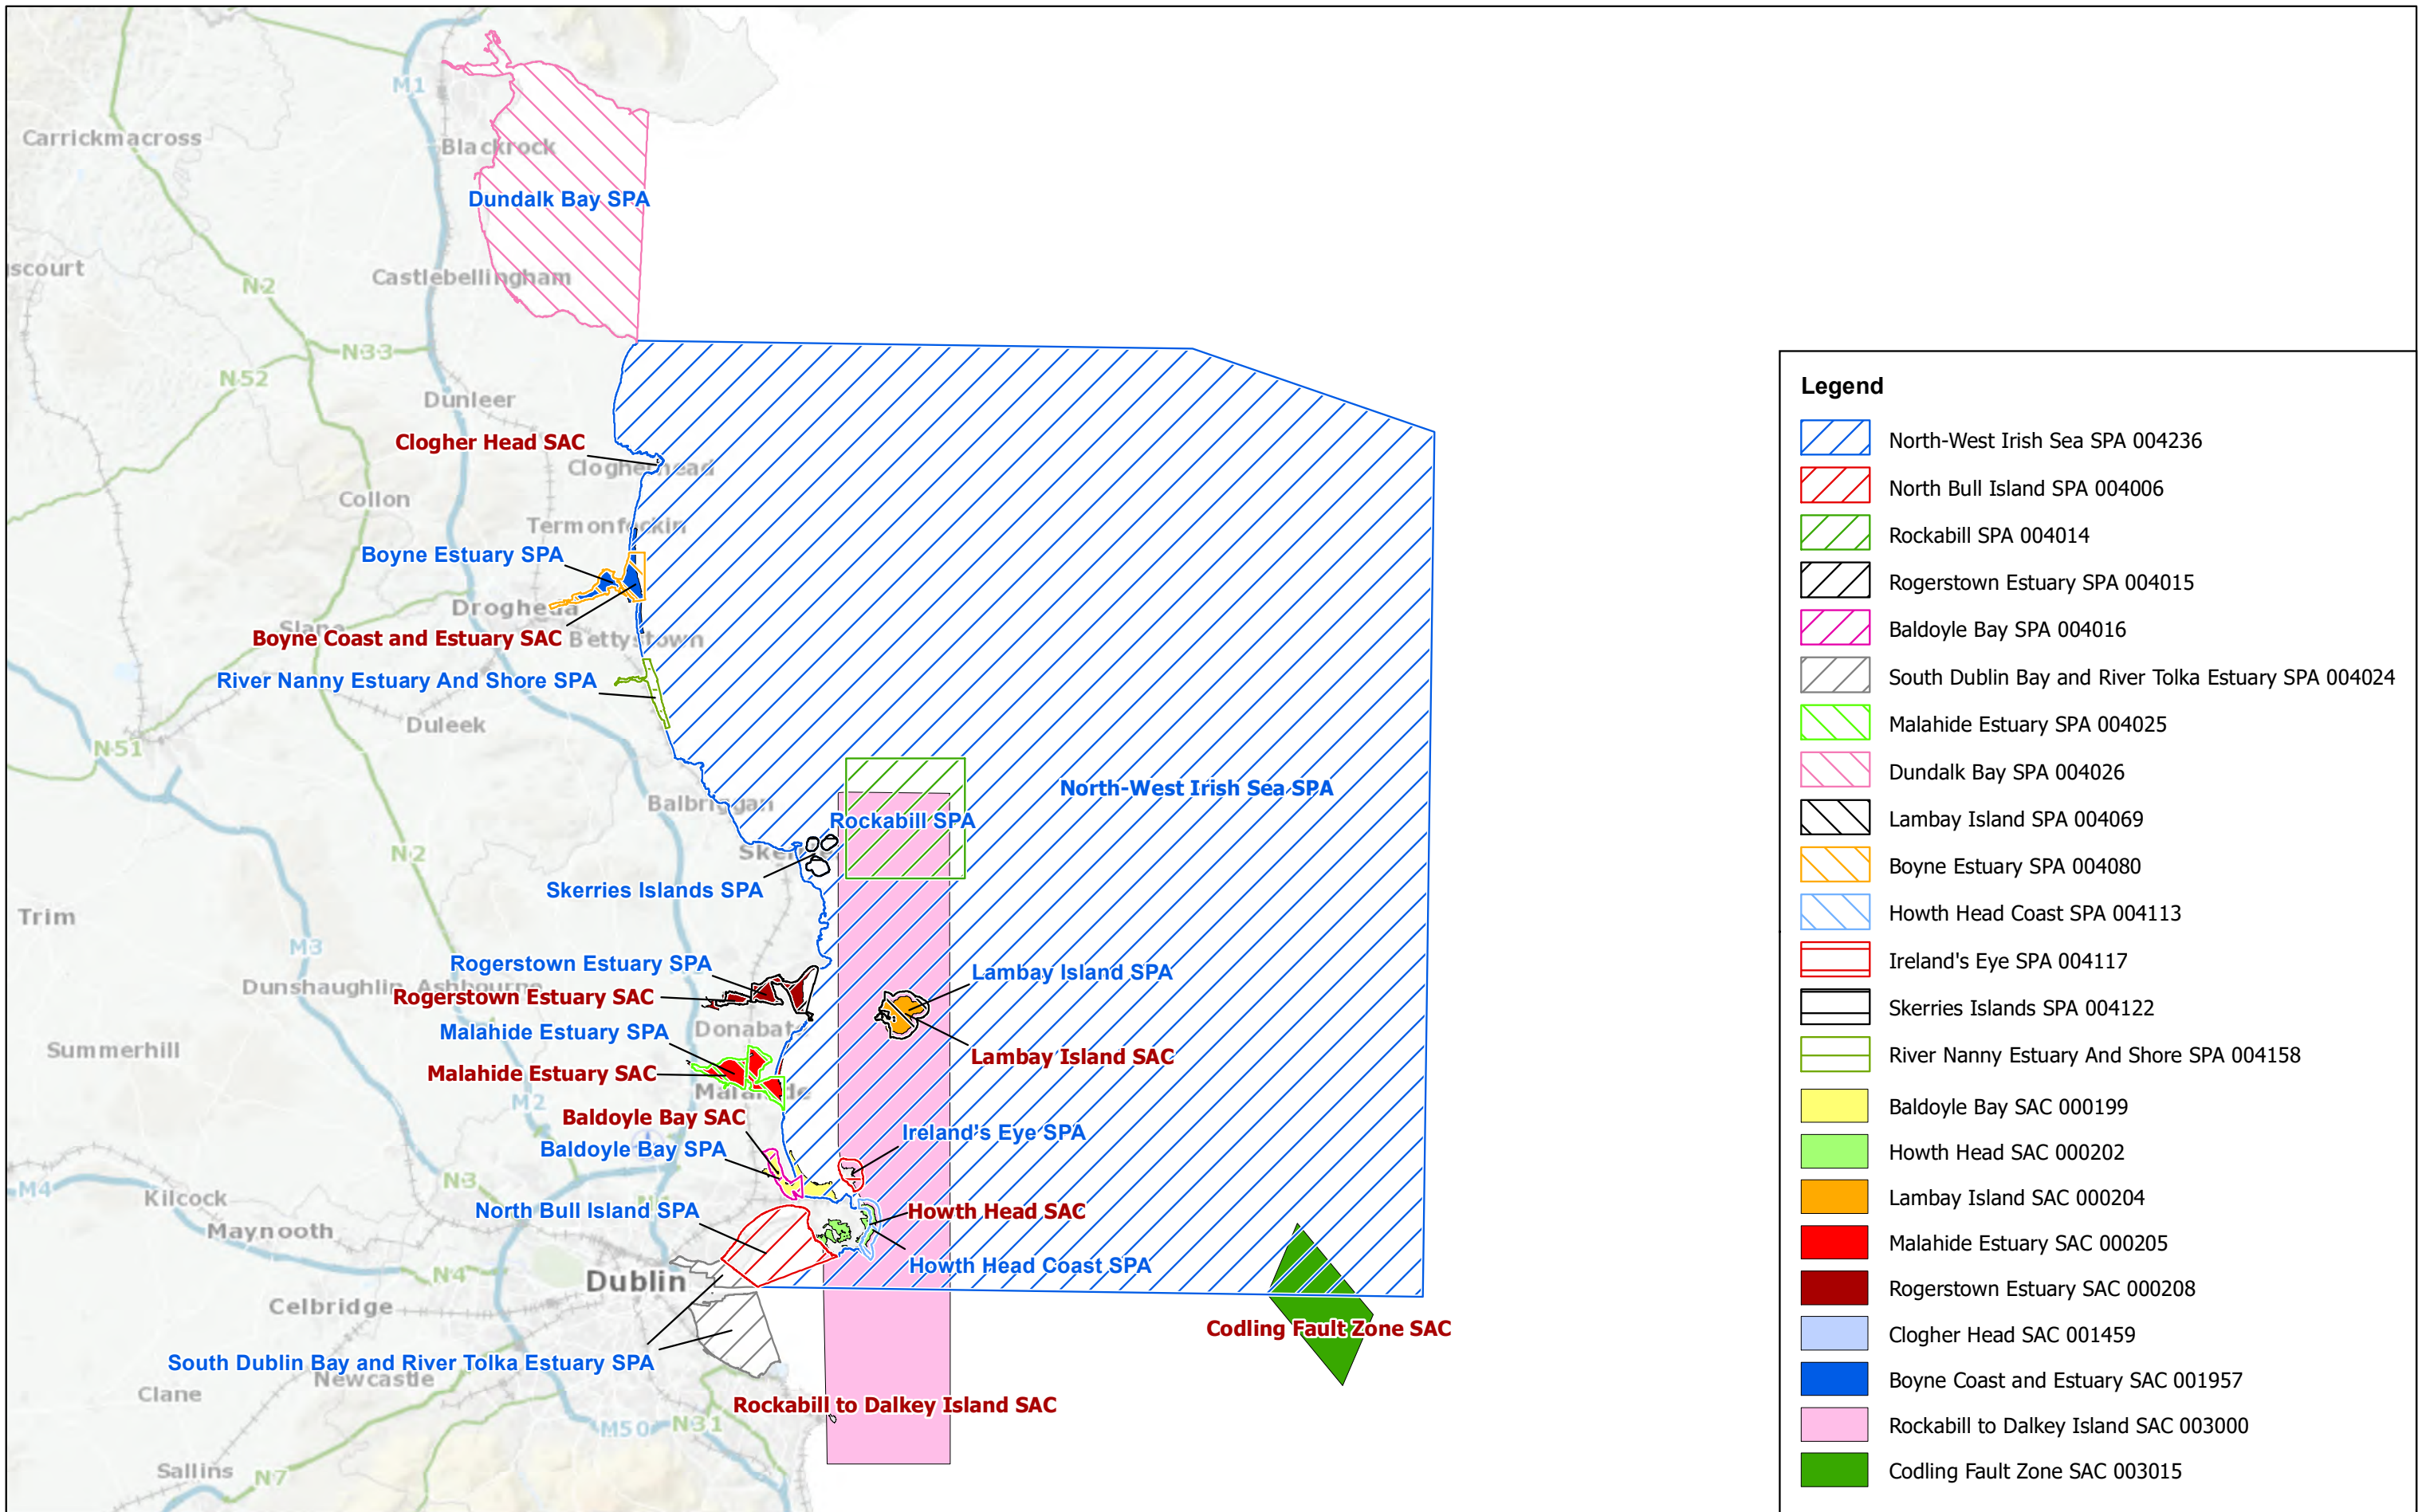 M1
Carrickmacross
Blackrock
Dundalk Bay SPA
scourt
Castlebellingham
N2
N33
N52
Dunleer
Clogher Head SAC
Clogherhead
Collon
Termonfeckin
Boyne Estuary SPA
Drogheda
Slane
Boyne Coast and Estuary SAC
Bettystown
River Nanny Estuary And Shore SPA
Duleek
N51
North-West Irish Sea SPA
Balbriggan
Rockabill SPA
N2
Skerries Islands SPA
Trim
M3
Rogerstown Estuary SPA
Lambay Island SPA
Dunshaughlin
Ashbourne
Rogerstown Estuary SAC
Malahide Estuary SPA
Donabate
Summerhill
Lambay Island SAC
Malahide Estuary SAC
Malahide
M2
Baldoyle Bay SAC
Ireland's Eye SPA
Baldoyle Bay SPA
N3
M4
Kilcock
North Bull Island SPA
Howth Head SAC
Maynooth
Howth Head Coast SPA
N4
Dublin
Celbridge
Codling Fault Zone SAC
South Dublin Bay and River Tolka Estuary SPA
Newcastle
Clane
Rockabill to Dalkey Island SAC
M50
N31
Sallins
N7
Legend
North-West Irish Sea SPA 004236
North Bull Island SPA 004006
Rockabill SPA 004014
Rogerstown Estuary SPA 004015
Baldoyle Bay SPA 004016
South Dublin Bay and River Tolka Estuary SPA 004024
Malahide Estuary SPA 004025
Dundalk Bay SPA 004026
Lambay Island SPA 004069
Boyne Estuary SPA 004080
Howth Head Coast SPA 004113
Ireland's Eye SPA 004117
Skerries Islands SPA 004122
River Nanny Estuary And Shore SPA 004158
Baldoyle Bay SAC 000199
Howth Head SAC 000202
Lambay Island SAC 000204
Malahide Estuary SAC 000205
Rogerstown Estuary SAC 000208
Clogher Head SAC 001459
Boyne Coast and Estuary SAC 001957
Rockabill to Dalkey Island SAC 003000
Codling Fault Zone SAC 003015